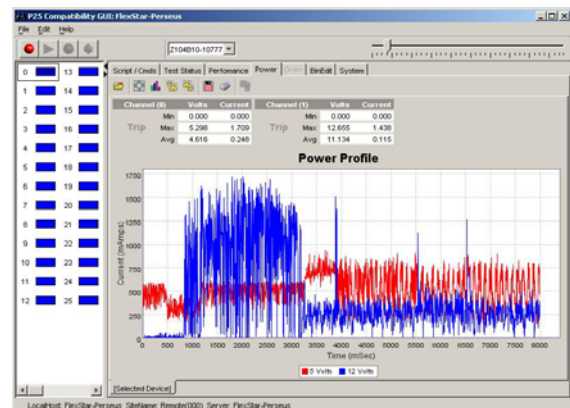 P25 Compatibility GUI: FlexStar-Perseus
File Edit Help
Z104B10-10777
Script / Cmds Test Status Perfomance Power Oven BinEdit System
0 13
1 14
2 15
3 16
4 17
5 18
6 19
7 20
8 21
9 22
10 23
11 24
12 25
Channel (0) Volts Current Channel (1) Volts Current
Min 0.000 0.000 Min 0.000 0.000
Trip Max 5.298 1.709 Trip Max 12.655 1.438
Avg 4.616 0.248 Avg 11.134 0.115
Power Profile
Current (mAmps)
1750
1500
1250
1000
750
500
250
0
0 500 1000 1500 2000 2500 3000 3500 4000 4500 5000 5500 6000 6500 7000 7500 8000
Time (mSec)
5 Volts 12 Volts
[Selected Device]
LocalHost: FlexStar-Perseus SiteName: Remote(000) Server: FlexStar-Perseus